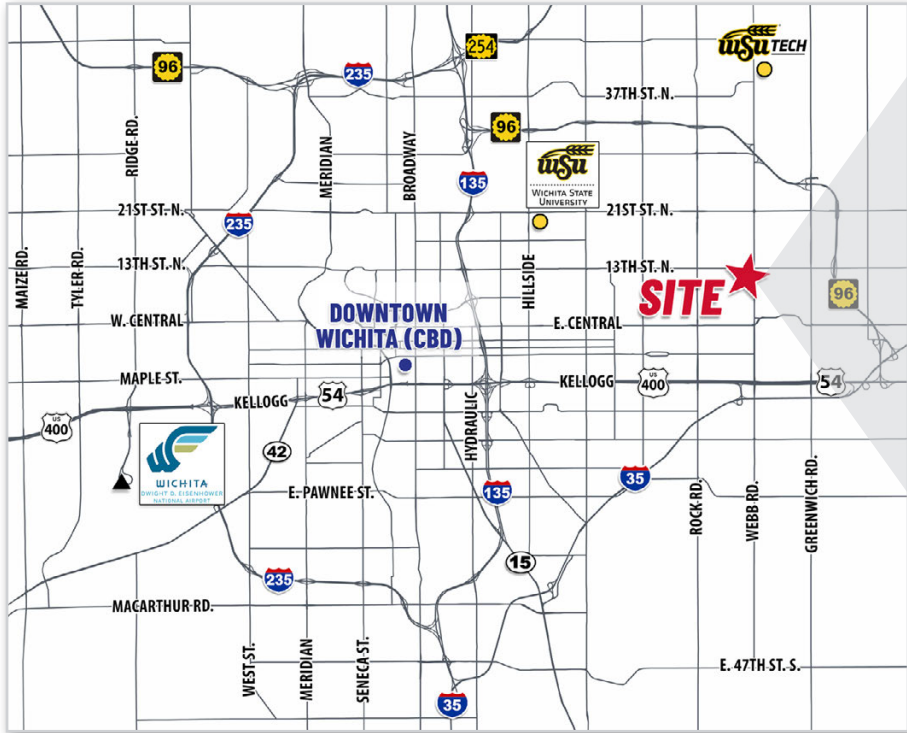 254
WSU TECH
96
235
37TH ST. N.
96
WSU
WICHITA STATE
UNIVERSITY
RIDGE RD.
MERIDIAN
BROADWAY
135
21ST ST. N.
21ST ST. N.
235
MAIZE RD.
TYLER RD.
13TH ST. N.
HILLSIDE
13TH ST. N.
SITE
96
DOWNTOWN
WICHITA (CBD)
W. CENTRAL
E. CENTRAL
MAPLE ST.
KELLOGG
US
400
54
KELLOGG
54
US
400
HYDRAULIC
WICHITA
DWIGHT D. EISENHOWER
NATIONAL AIRPORT
42
35
E. PAWNEE ST.
135
ROCK RD.
WEBB RD.
GREENWICH RD.
15
235
MACARTHUR RD.
WEST ST.
MERIDIAN
SENECA ST.
E. 47TH ST. S.
35